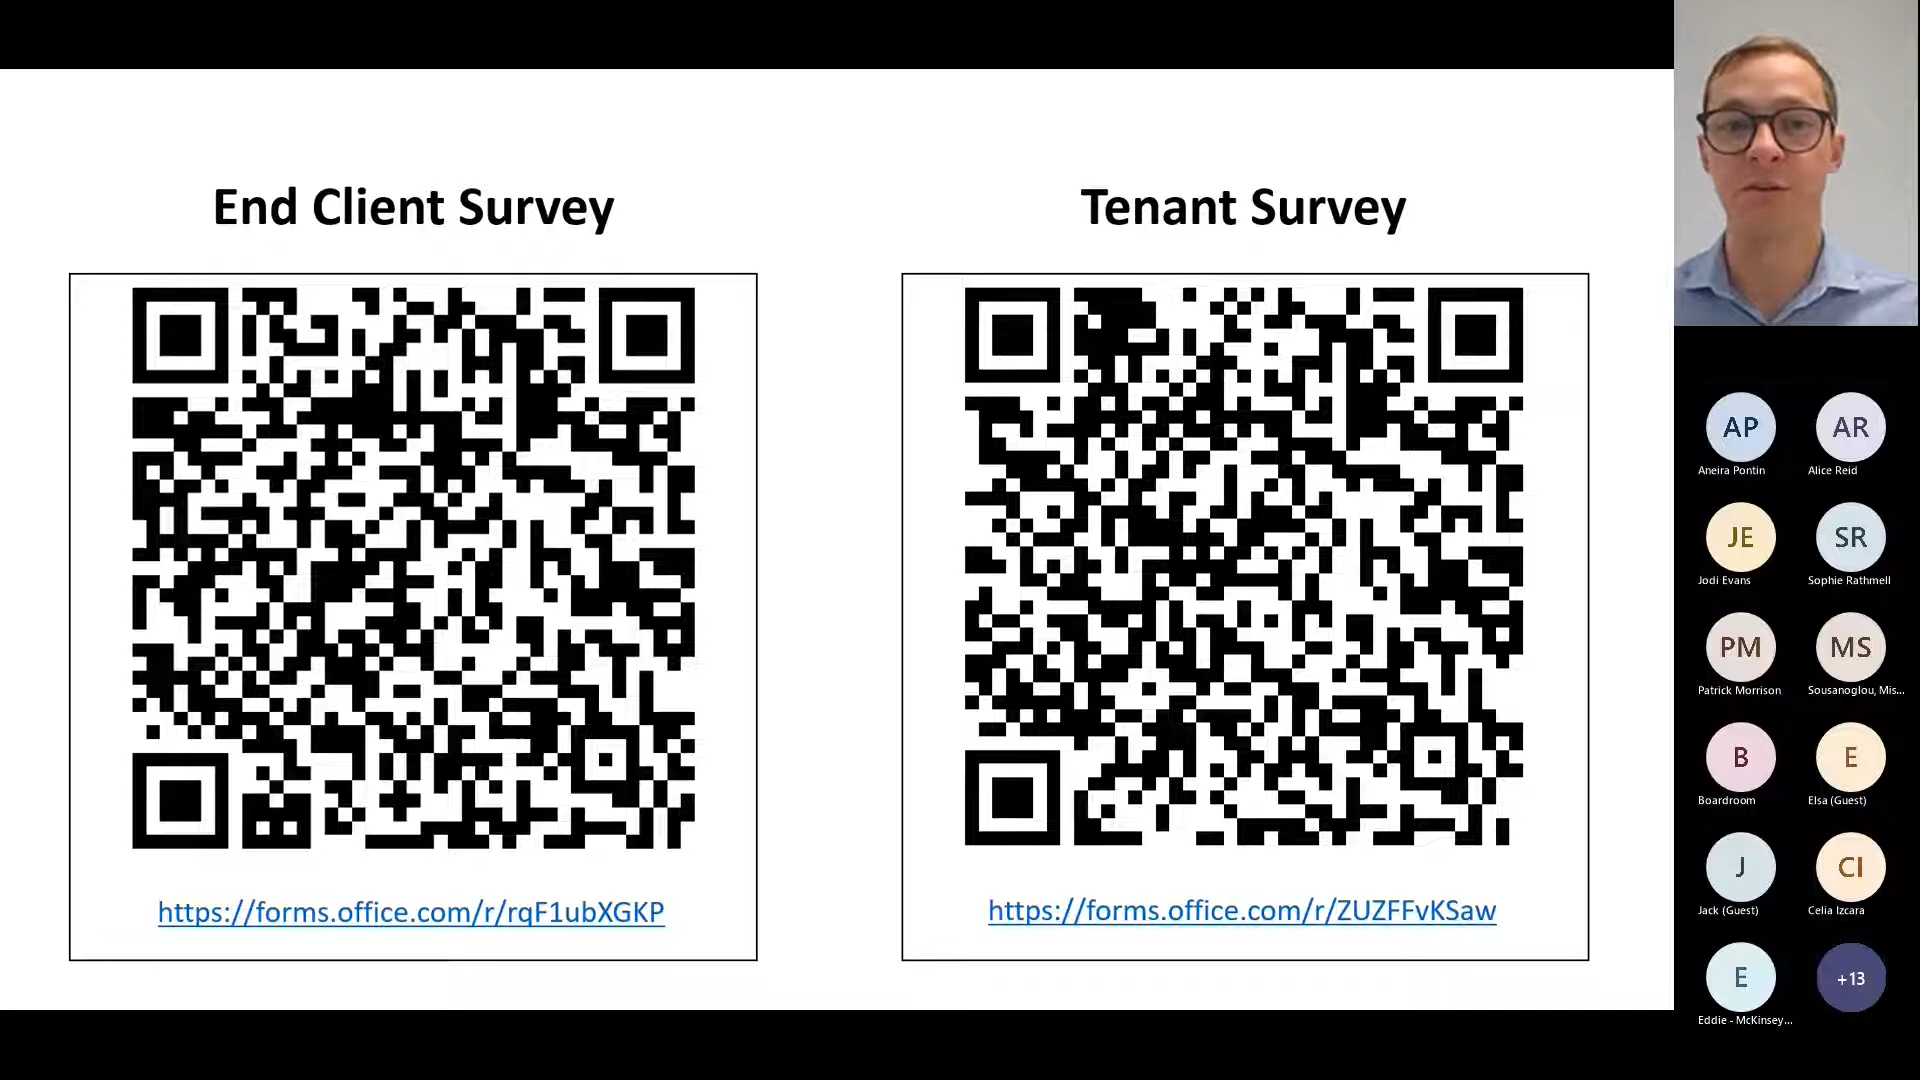 End Client Survey
Tenant Survey
https://forms.office.com/r/rqF1ubXGKP
https://forms.office.com/r/ZUZFFvKSaw
AP
AR
Aneira Pontin
Alice Reid
JE
SR
Jodi Evans
Sophie Rathmell
PM
MS
Patrick Morrison
Sousanoglou, Mis...
B
E
Boardroom
Elsa (Guest)
J
CI
Jack (Guest)
Celia Izcara
E
+13
Eddie - McKinsey...